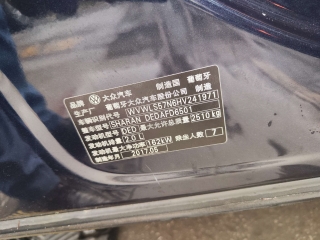 品牌 大众汽车 制造国 葡萄牙
生产厂 葡萄牙大众汽车股份公司 制造
车辆识别代号 WVWLS57N6HV241971
整车型号 SHARAN DEDAFD6501
发动机型号 DED 最大允许总质量 2510kg
发动机排量 2.0L
发动机最大净功率 162kW 乘坐人数 7
制造年月 2017.05